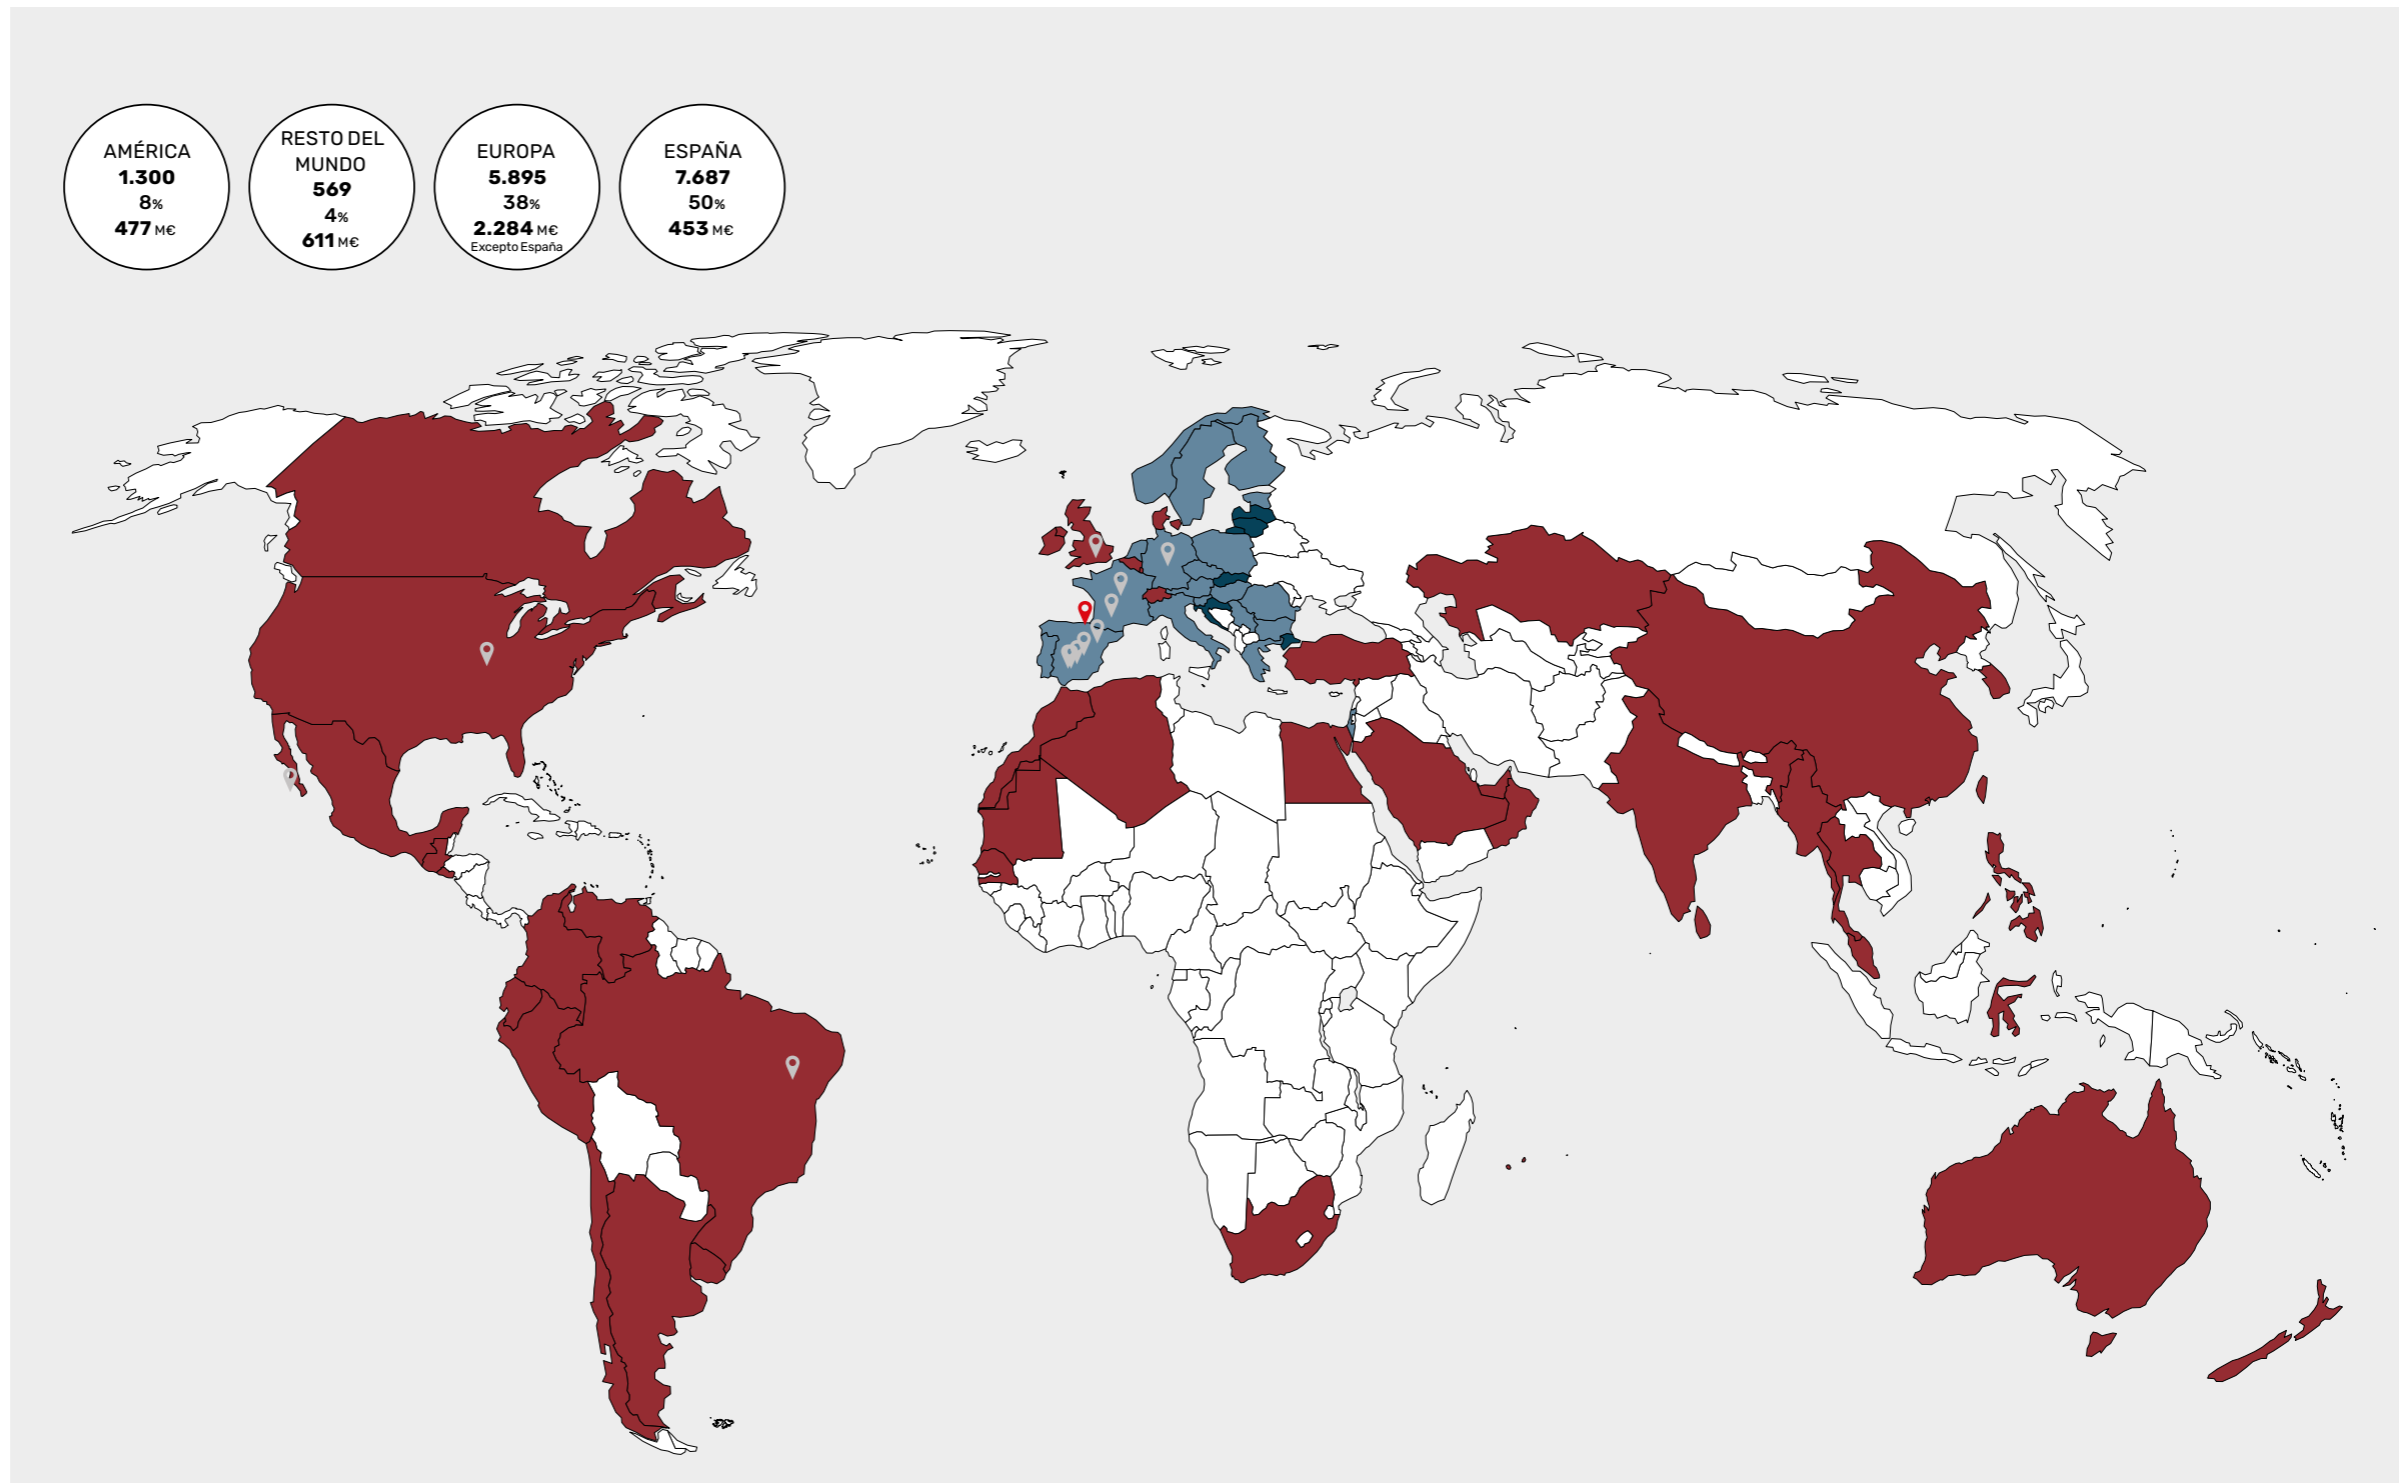 AMÉRICA
1.300
8%
477 M€
RESTO DEL
MUNDO
569
4%
611 M€
EUROPA
5.895
38%
2.284 M€
Excepto España
ESPAÑA
7.687
50%
453 M€